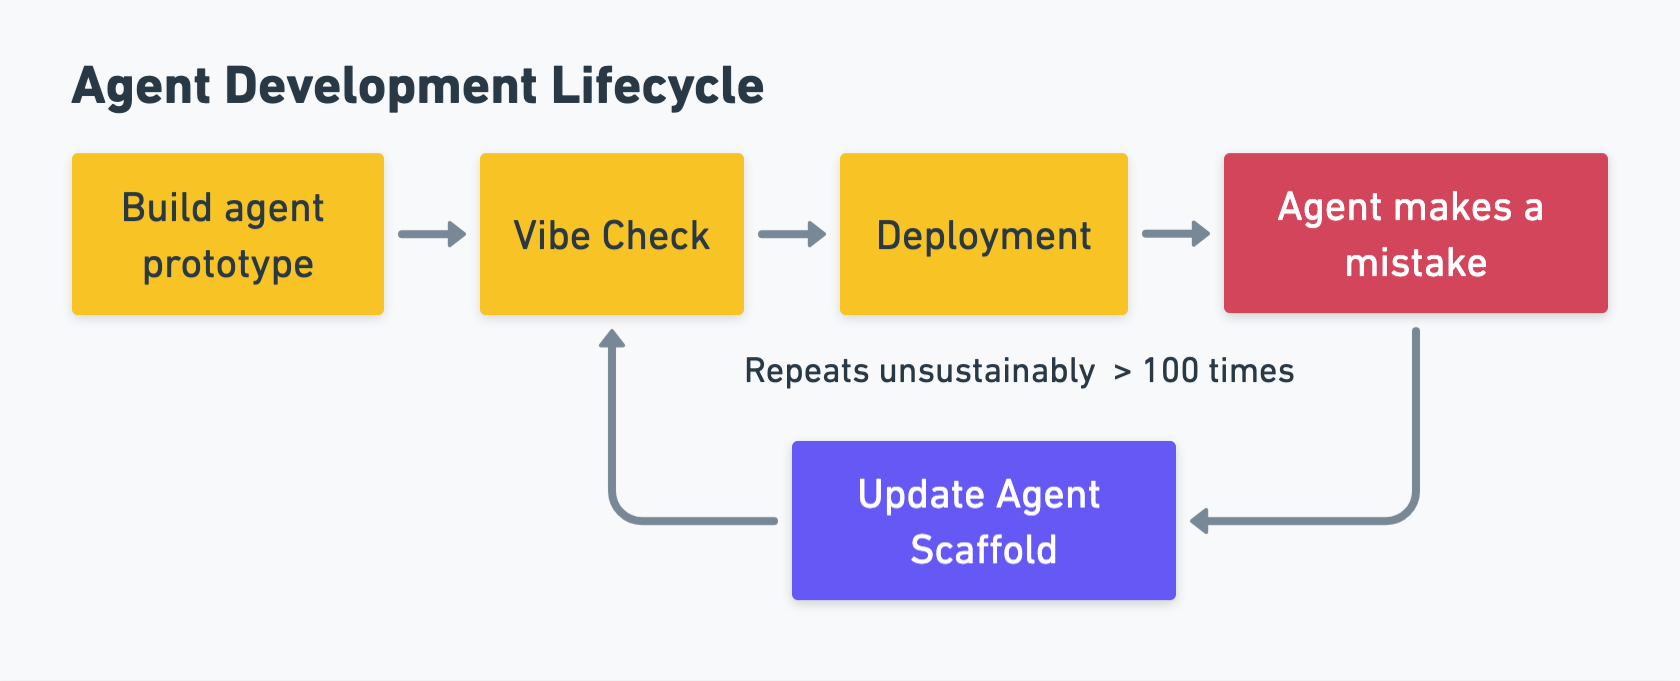 Agent Development Lifecycle
Build agent
prototype
Vibe Check
Deployment
Agent makes a
mistake
Repeats unsustainably > 100 times
Update Agent
Scaffold